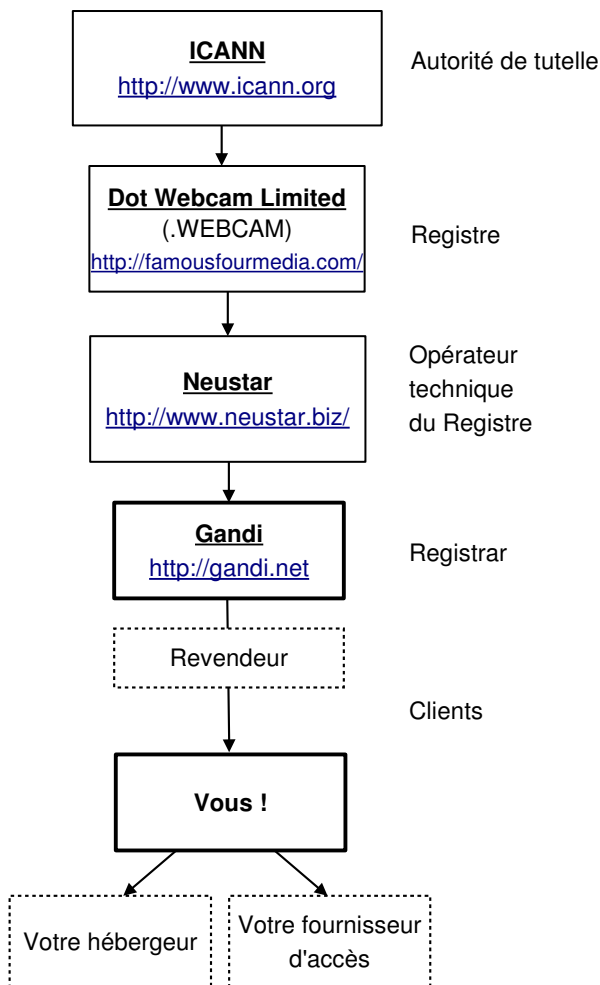 ICANN
http://www.icann.org
Autorité de tutelle
Dot Webcam Limited
(.WEBCAM)
http://famousfourmedia.com/
Registre
Neustar
http://www.neustar.biz/
Opérateur
technique
du Registre
Gandi
http://gandi.net
Registrar
Revendeur
Clients
Vous !
Votre hébergeur
Votre fournisseur
d'accès